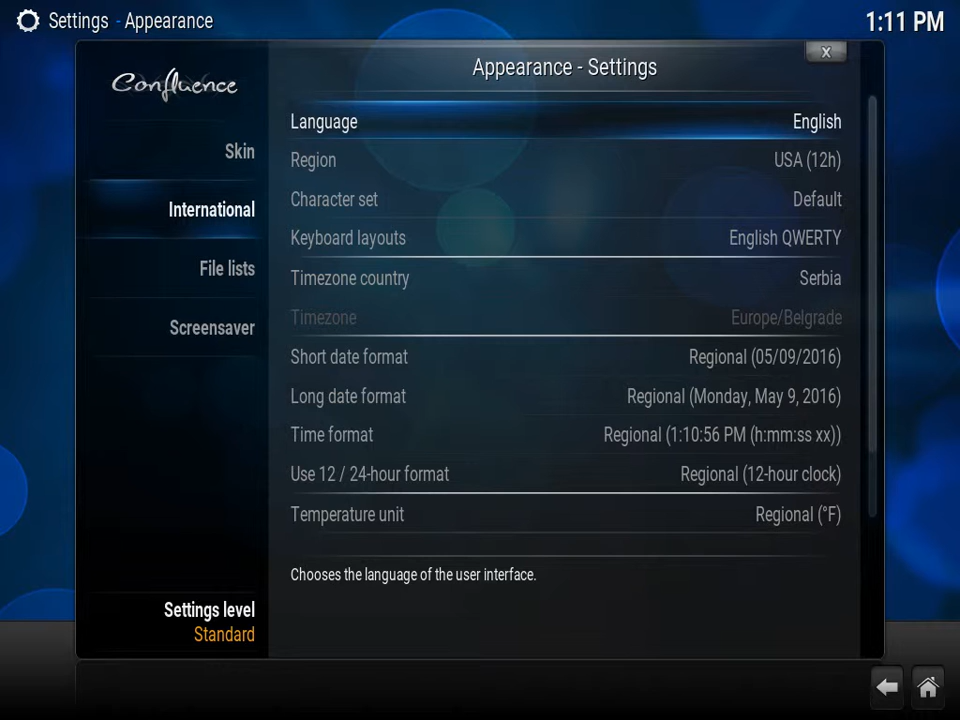 Settings - Appearance
1:11 PM
Confluence
Appearance - Settings
x
Skin
International
File lists
Screensaver
Language English
Region USA (12h)
Character set Default
Keyboard layouts English QWERTY
Timezone country Serbia
Timezone Europe/Belgrade
Short date format Regional (05/09/2016)
Long date format Regional (Monday, May 9, 2016)
Time format Regional (1:10:56 PM (h:mm:ss xx))
Use 12 / 24-hour format Regional (12-hour clock)
Temperature unit Regional (°F)
Chooses the language of the user interface.
Settings level
Standard